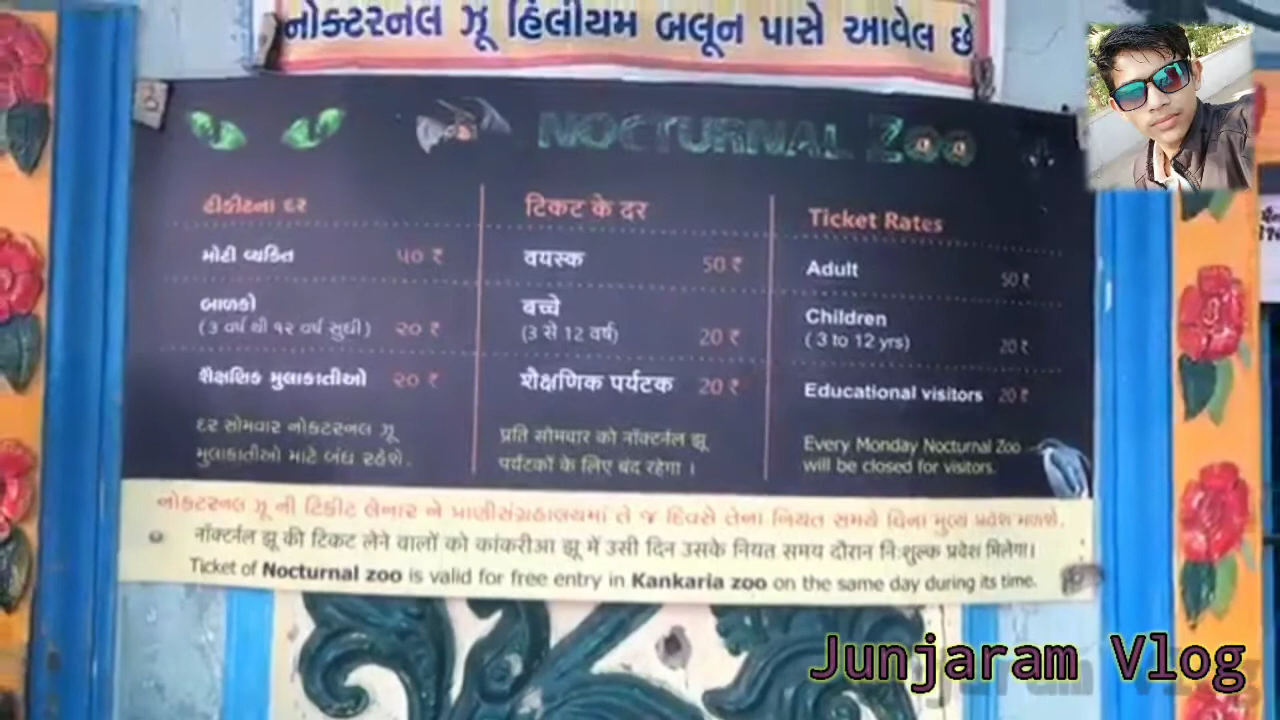 નોક્ટરનલ ઝૂ હિલીયમ બલૂન પાસે આવેલ છે
NOCTURNAL ZOO
ટીકીટના દર
મોટી વ્યકિત ૫૦ ₹
બાળકો
(૩ વર્ષ થી ૧૨ વર્ષ સુધી) ૨૦ ₹
શૈક્ષણિક મુલાકાતીઓ ૨૦ ₹
દર સોમવાર નોકટરનલ ઝૂ
મુલાકાતીઓ માટે બંધ રહેશે.
टिकट के दर
वयस्क 50 ₹
बच्चे
(3 से 12 वर्ष) 20 ₹
शैक्षणिक पर्यटक 20 ₹
प्रति सोमवार को नॉक्टर्नल झू
पर्यटकों के लिए बंद रहेगा ।
Ticket Rates
Adult 50 ₹
Children
( 3 to 12 yrs) 20 ₹
Educational visitors 20 ₹
Every Monday Nocturnal Zoo
will be closed for visitors.
નોકટરનલ ઝૂ ની ટિકીટ લેનાર ને પ્રાણીસંગ્રહાલયમાં તે જ દિવસે તેના નિયત સમયે વિના મુલ્ય પ્રવેશ મળશે.
नॉक्टर्नल झू की टिकट लेने वालों को कांकरीआ झू में उसी दिन उसके नियत समय दौरान निःशुल्क प्रवेश मिलेगा।
Ticket of Nocturnal zoo is valid for free entry in Kankaria zoo on the same day during its time.
Junjaram Vlog